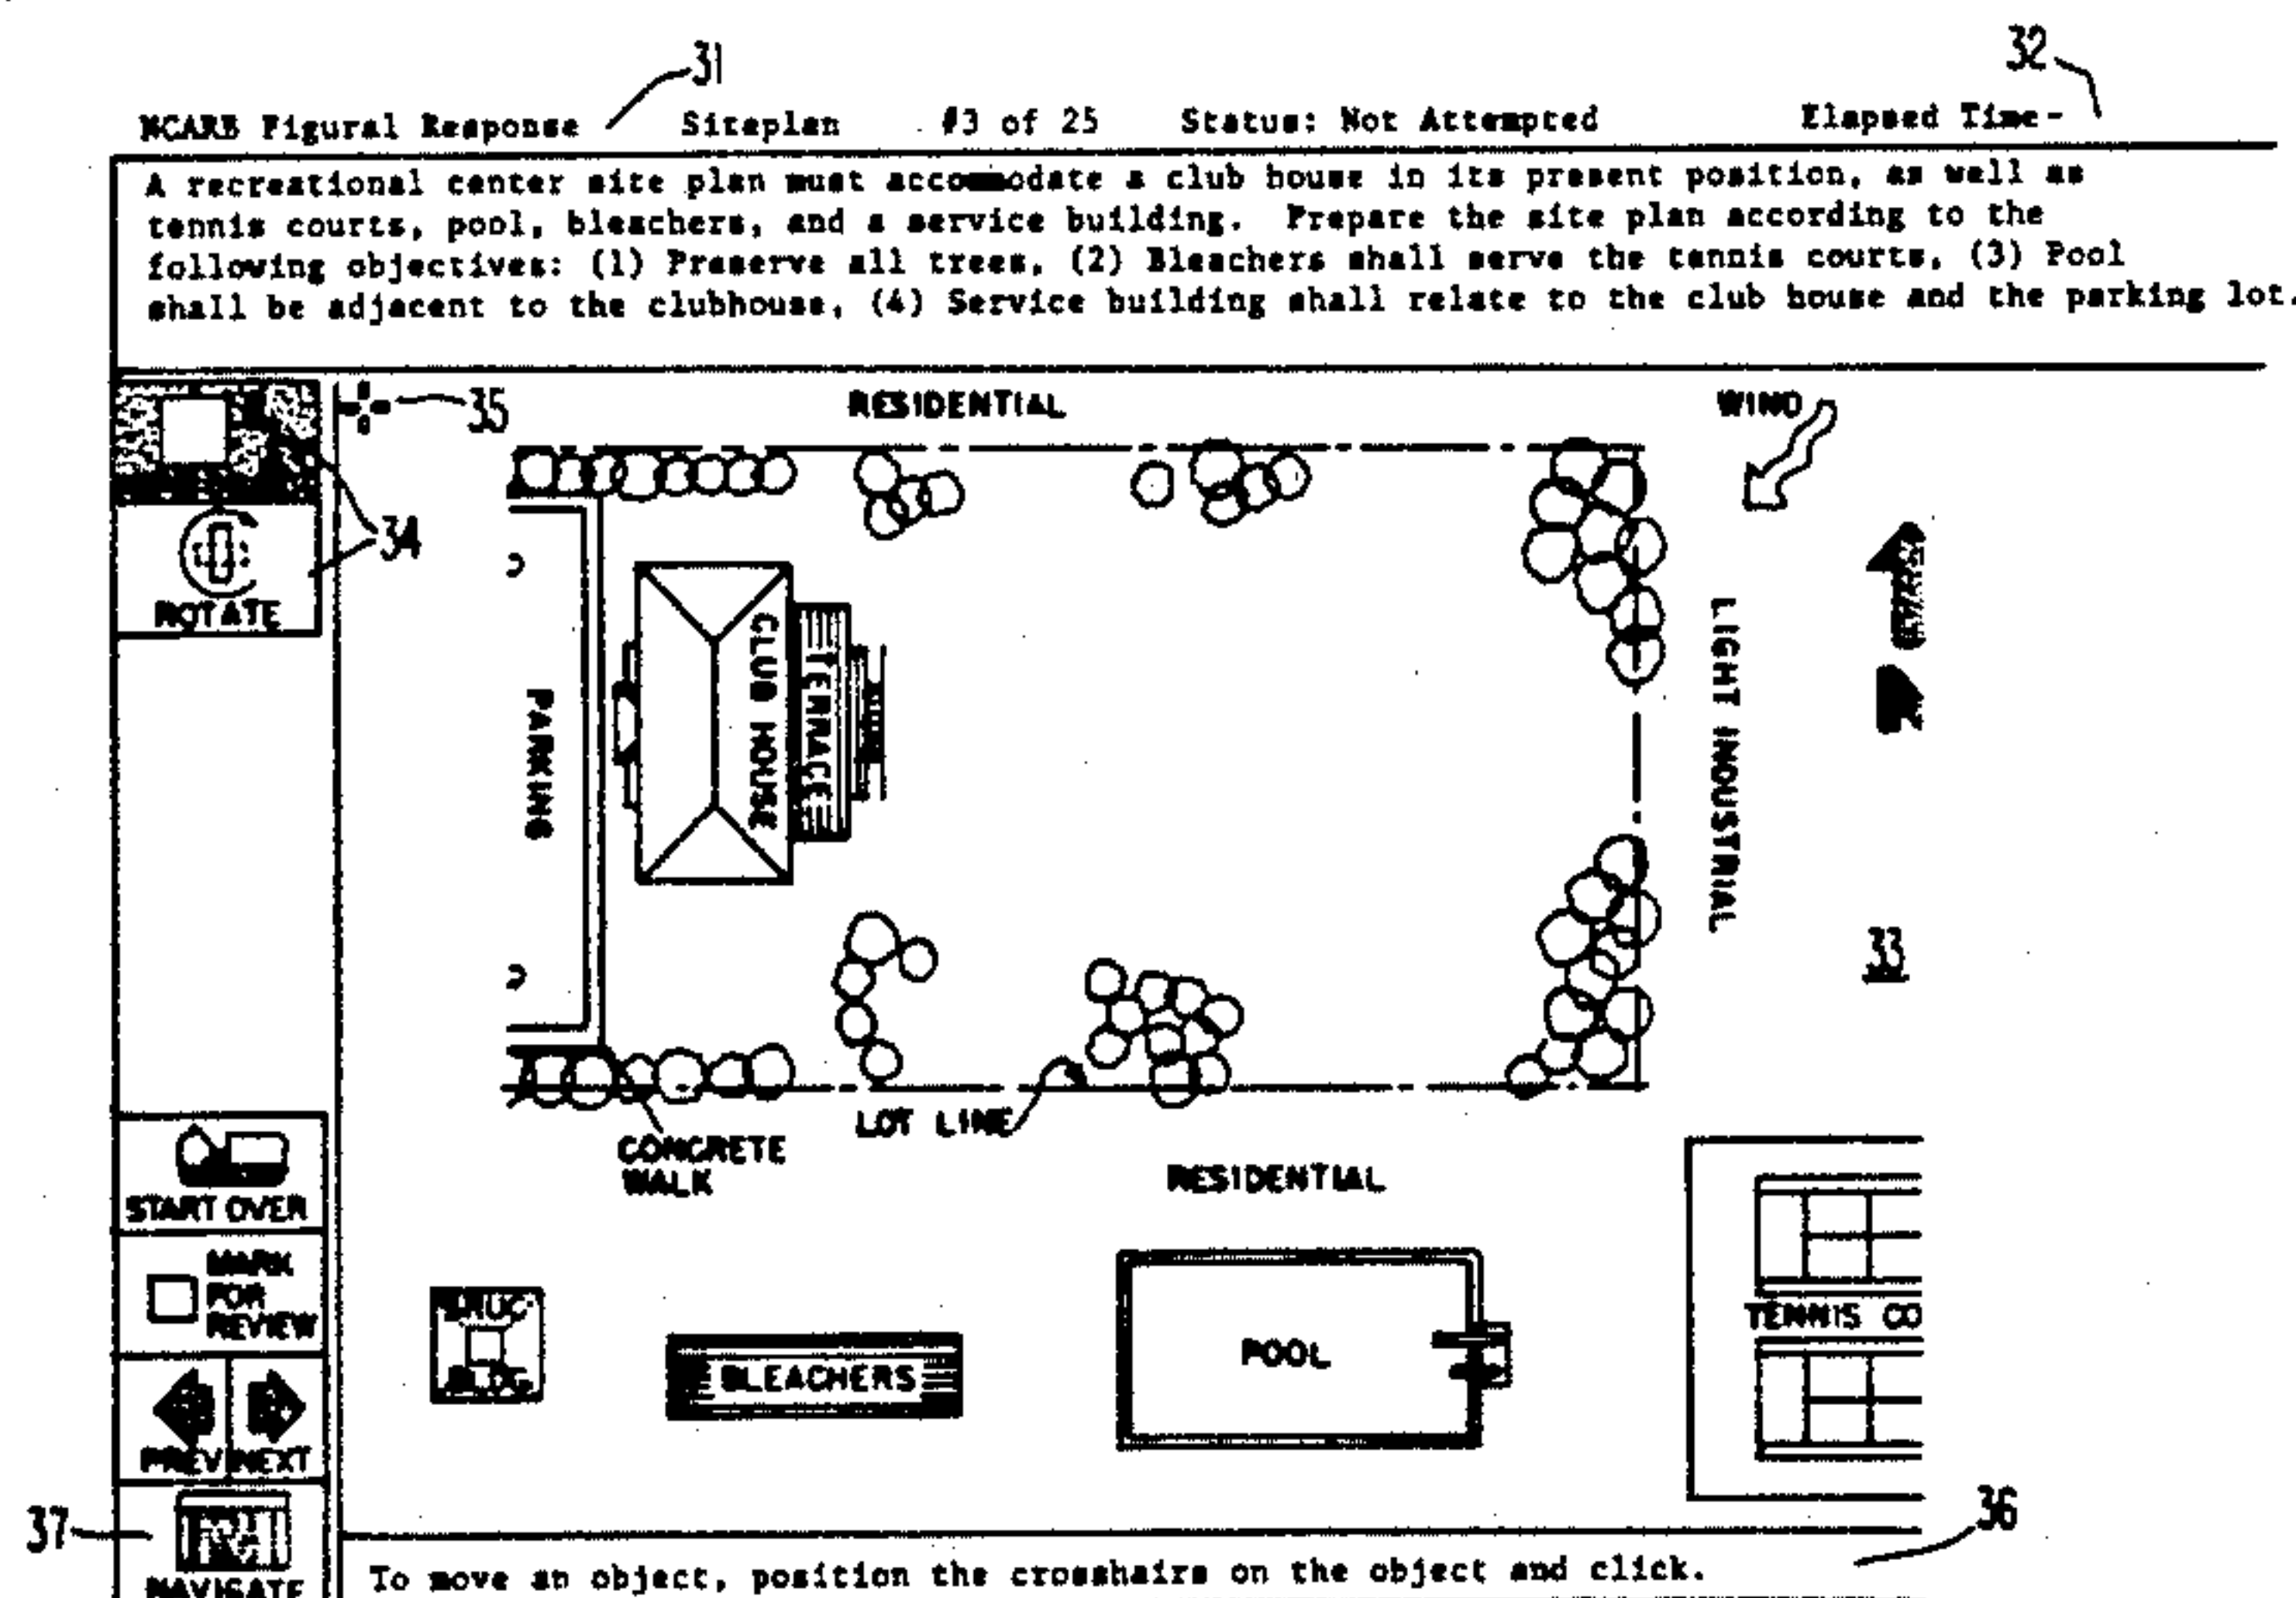 31
32
NCARB Figural Response Siteplan #3 of 25 Status: Not Attempted Elapsed Time-
A recreational center site plan must accommodate a club house in its present position, as well as
tennis courts, pool, bleachers, and a service building. Prepare the site plan according to the
following objectives: (1) Preserve all trees, (2) Bleachers shall serve the tennis courts, (3) Pool
shall be adjacent to the clubhouse, (4) Service building shall relate to the club house and the parking lot.
35
RESIDENTIAL
WIND
34
ROTATE
CLUB HOUSE
TERRACE
PARKING
LIGHT INDUSTRIAL
33
LOT LINE
CONCRETE
WALK
RESIDENTIAL
START OVER
MARK
FOR
REVIEW
BLDG
BLEACHERS
POOL
TENNIS CO
PREV NEXT
37
NAVIGATE
36
To move an object, position the crosshairs on the object and click.